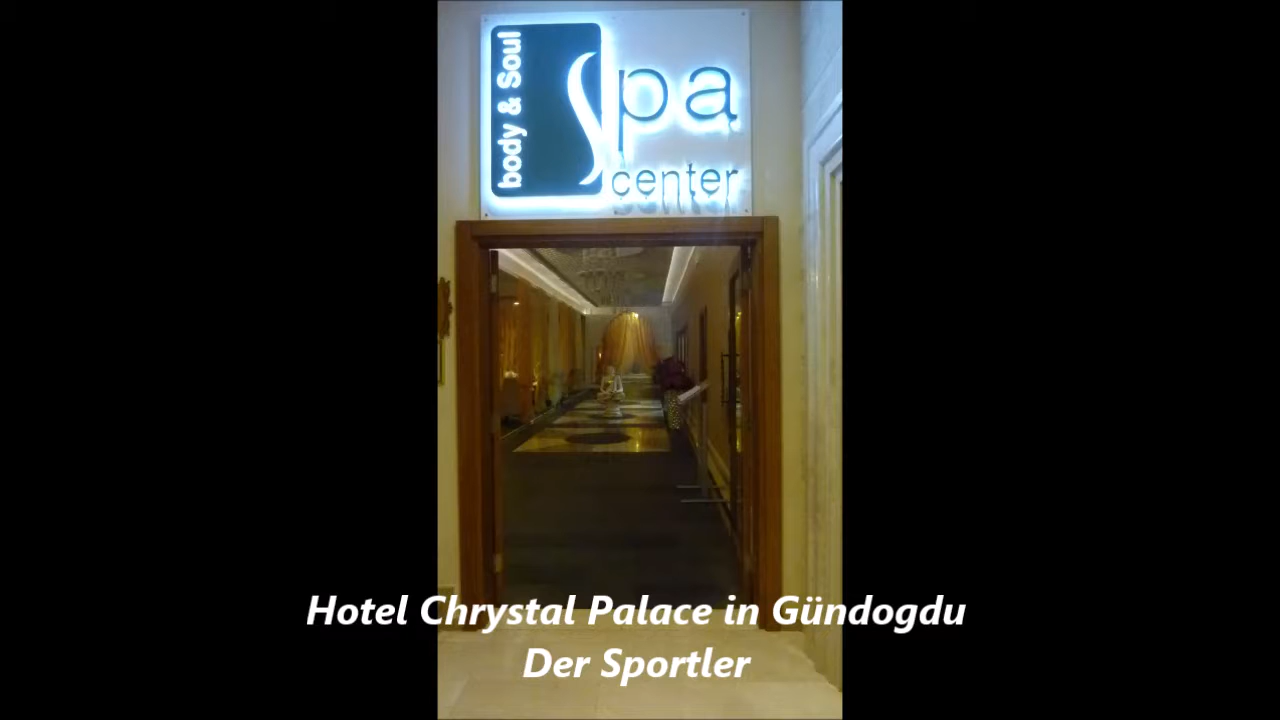 body & Soul
Spa
center
Hotel Chrystal Palace in Gündogdu
Der Sportler